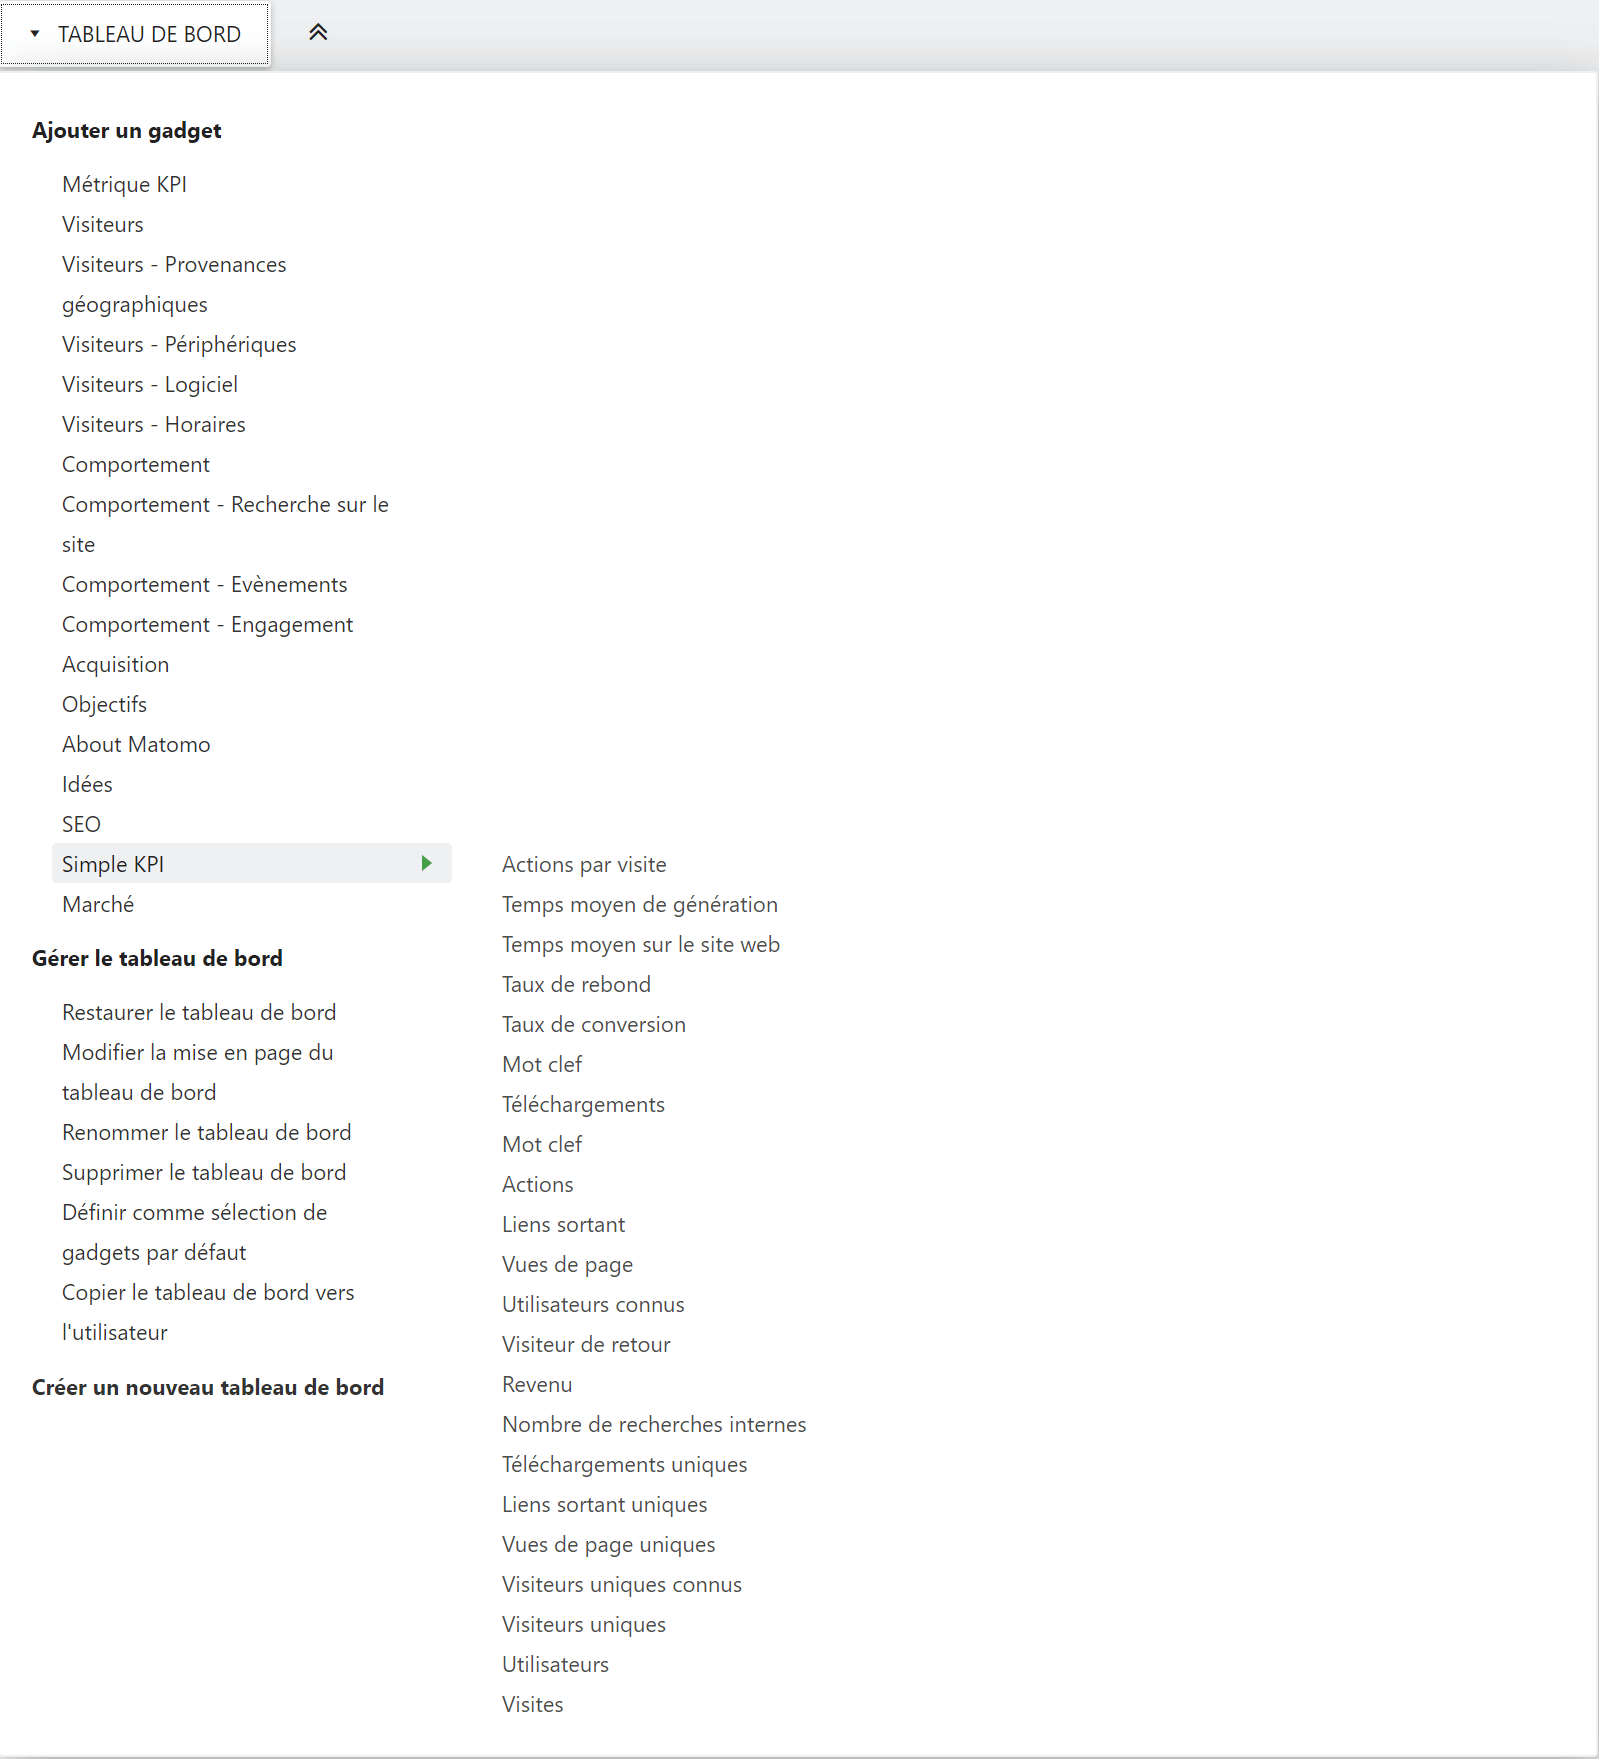 TABLEAU DE BORD
Ajouter un gadget
Métrique KPI
Visiteurs
Visiteurs - Provenances
géographiques
Visiteurs - Périphériques
Visiteurs - Logiciel
Visiteurs - Horaires
Comportement
Comportement - Recherche sur le
site
Comportement - Evènements
Comportement - Engagement
Acquisition
Objectifs
About Matomo
Idées
SEO
Simple KPI
Marché
Gérer le tableau de bord
Restaurer le tableau de bord
Modifier la mise en page du
tableau de bord
Renommer le tableau de bord
Supprimer le tableau de bord
Définir comme sélection de
gadgets par défaut
Copier le tableau de bord vers
l'utilisateur
Créer un nouveau tableau de bord
Actions par visite
Temps moyen de génération
Temps moyen sur le site web
Taux de rebond
Taux de conversion
Mot clef
Téléchargements
Mot clef
Actions
Liens sortant
Vues de page
Utilisateurs connus
Visiteur de retour
Revenu
Nombre de recherches internes
Téléchargements uniques
Liens sortant uniques
Vues de page uniques
Visiteurs uniques connus
Visiteurs uniques
Utilisateurs
Visites